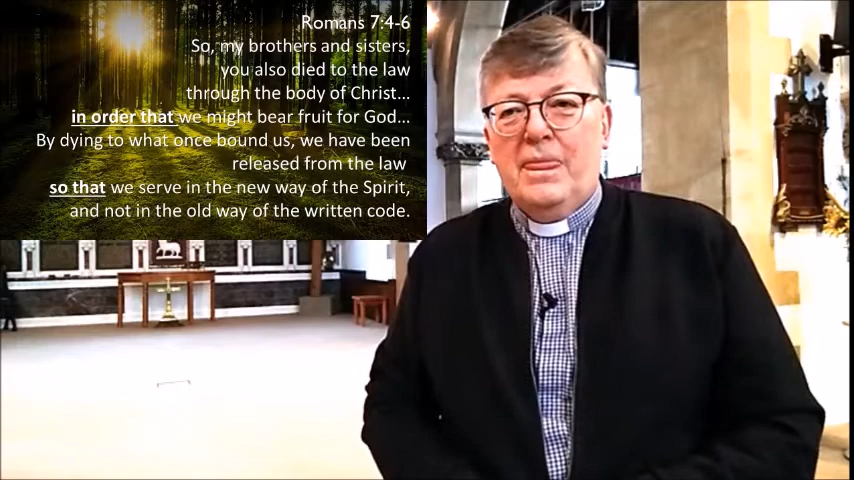 Romans 7:4-6
So, my brothers and sisters,
you also died to the law
through the body of Christ...
in order that we might bear fruit for God...
By dying to what once bound us, we have been
released from the law
so that we serve in the new way of the Spirit,
and not in the old way of the written code.